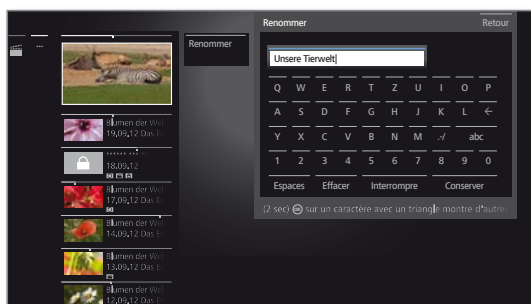 Renommer
Retour
...
Renommer
Unsere Tierwelt
Q W E R T Z U I O P
A S D F G H J K L ←
Y X C V B N M .-/ abc
1 2 3 4 5 6 7 8 9 0
Espaces Effacer Interrompre Conserver
(2 sec) OK sur un caractère avec un triangle montre d'autres
Blumen der Wel
19.09.12 Das E
****** *** **
18.09.12
Blumen der Wel
17.09.12 Das E
Blumen der Wel
14.09.12 Das E
Blumen der Wel
13.09.12 Das E
Blumen der Wel
12.09.12 Das E